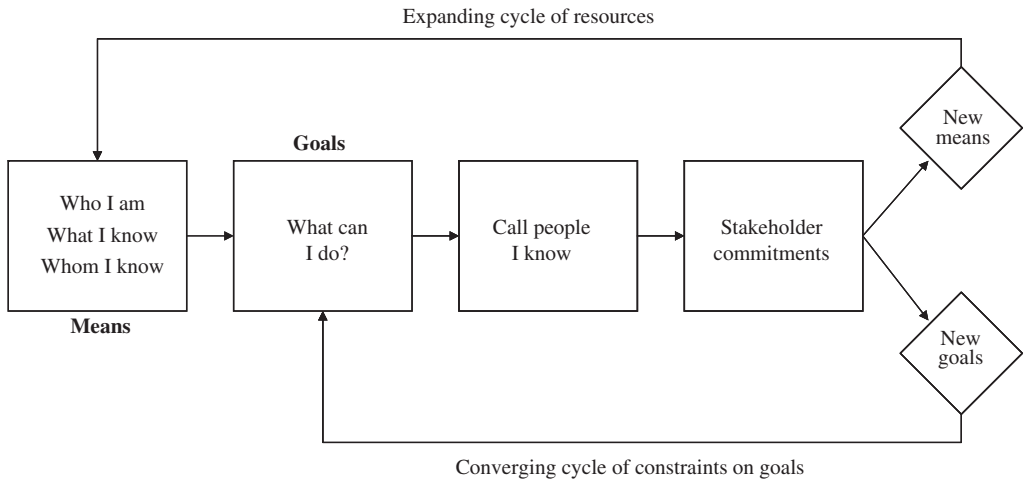 Expanding cycle of resources
New
means
Goals
Who I am
What I know
Whom I know
Means
What can
I do?
Call people
I know
Stakeholder
commitments
New
goals
Converging cycle of constraints on goals